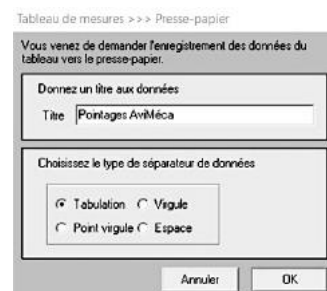 Tableau de mesures >>> Presse-papier
Vous venez de demander l'enregistrement des données du
tableau vers le presse-papier.
Donnez un titre aux données
Titre Pointages AviMéca
Choisissez le type de séparateur de données
Tabulation Virgule
Point virgule Espace
Annuler OK